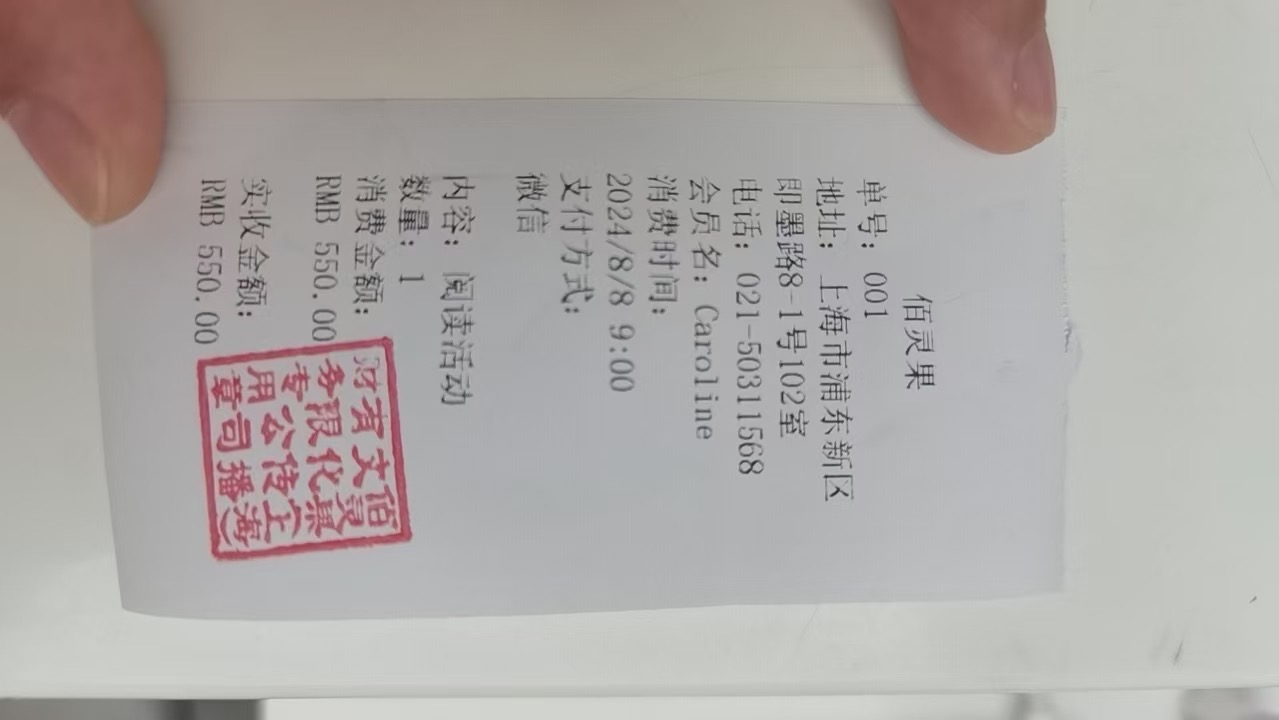 佰灵果
单号：001
地址：上海市浦东新区
即墨路8-1号102室
电话：021-50311568
会员名：Caroline
消费时间：
2024/8/8 9:00
支付方式：
微信
内容：阅读活动
数量：1
消费金额：
RMB 550.00
实收金额：
RMB 550.00
佰灵果(上海)
文化传播
有限公司
财务专用章